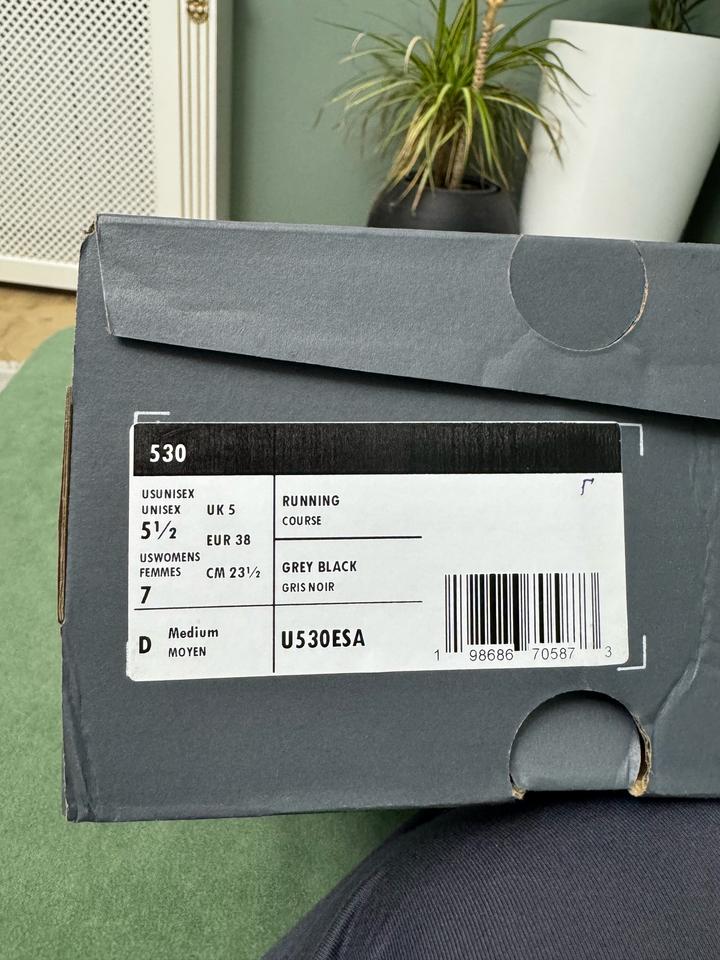 530
USUNISEX
UNISEX
5½
USWOMENS
FEMMES
7
UK 5
EUR 38
CM 23½
RUNNING
COURSE
GREY BLACK
GRIS NOIR
D Medium
MOYEN
U530ESA
1 98686 70587 3